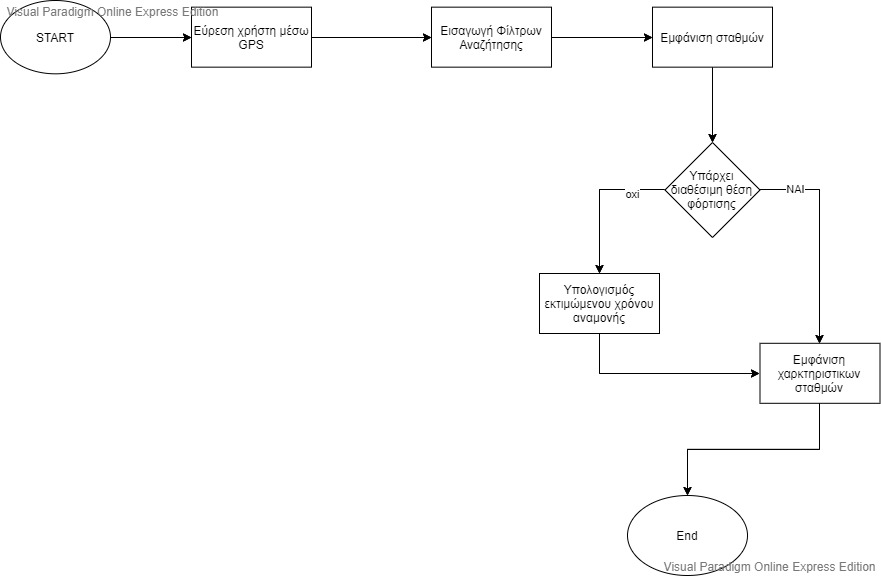 Visual Paradigm Online Express Edition
START
Εύρεση χρήστη μέσω
GPS
Εισαγωγή Φίλτρων
Αναζήτησης
Εμφάνιση σταθμών
Υπάρχει
διαθέσιμη θέση
φόρτισης
οχi
ΝΑΙ
Υπολογισμός
εκτιμώμενου χρόνου
αναμονής
Εμφάνιση
χαρκτηριστικων
σταθμών
End
Visual Paradigm Online Express Edition